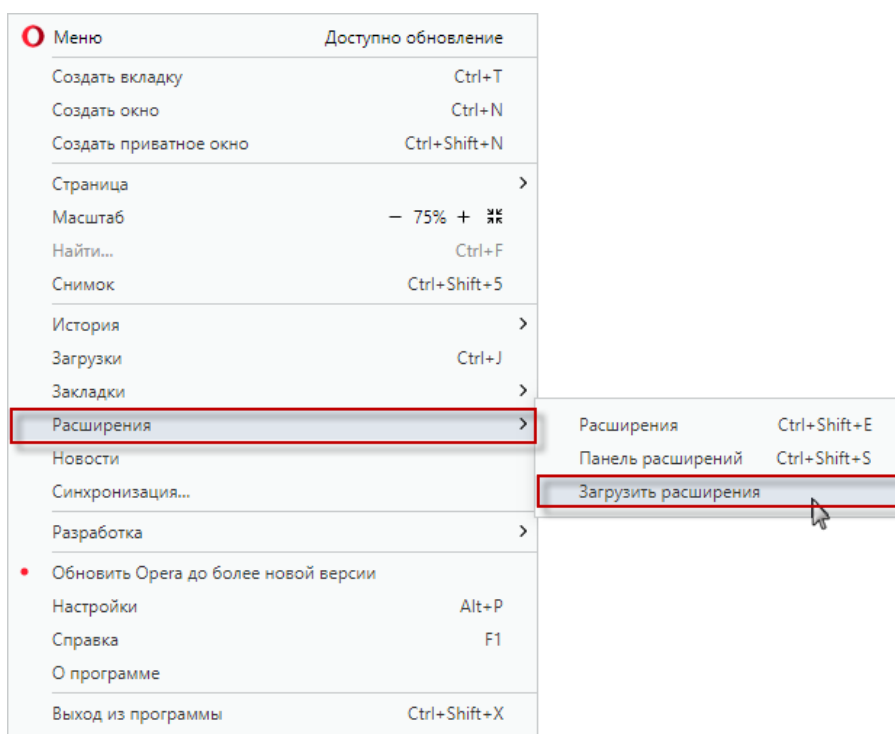 Меню Доступно обновление
Создать вкладку Ctrl+T
Создать окно Ctrl+N
Создать приватное окно Ctrl+Shift+N
Страница
Масштаб − 75% +
Найти... Ctrl+F
Снимок Ctrl+Shift+5
История
Загрузки Ctrl+J
Закладки
Расширения
Новости
Синхронизация...
Разработка
Обновить Opera до более новой версии
Настройки Alt+P
Справка F1
О программе
Выход из программы Ctrl+Shift+X
Расширения Ctrl+Shift+E
Панель расширений Ctrl+Shift+S
Загрузить расширения